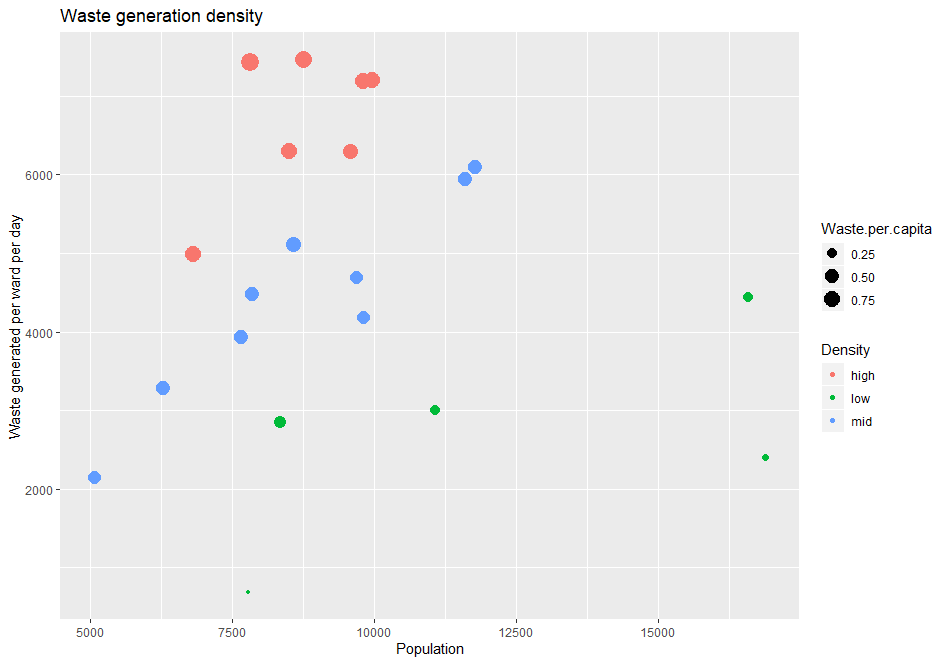 Waste generation density
Waste generated per ward per day
6000
4000
2000
5000
7500
10000
12500
15000
Population
Waste.per.capita
0.25
0.50
0.75
Density
high
low
mid